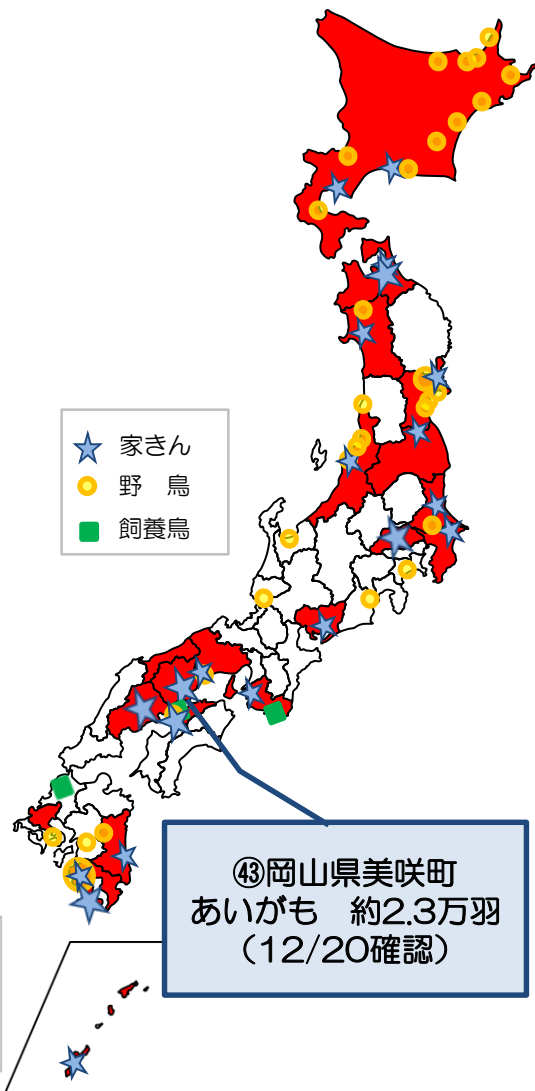 家きん
野　鳥
飼養鳥
㊸岡山県美咲町
あいがも　約2.3万羽
（12/20確認）